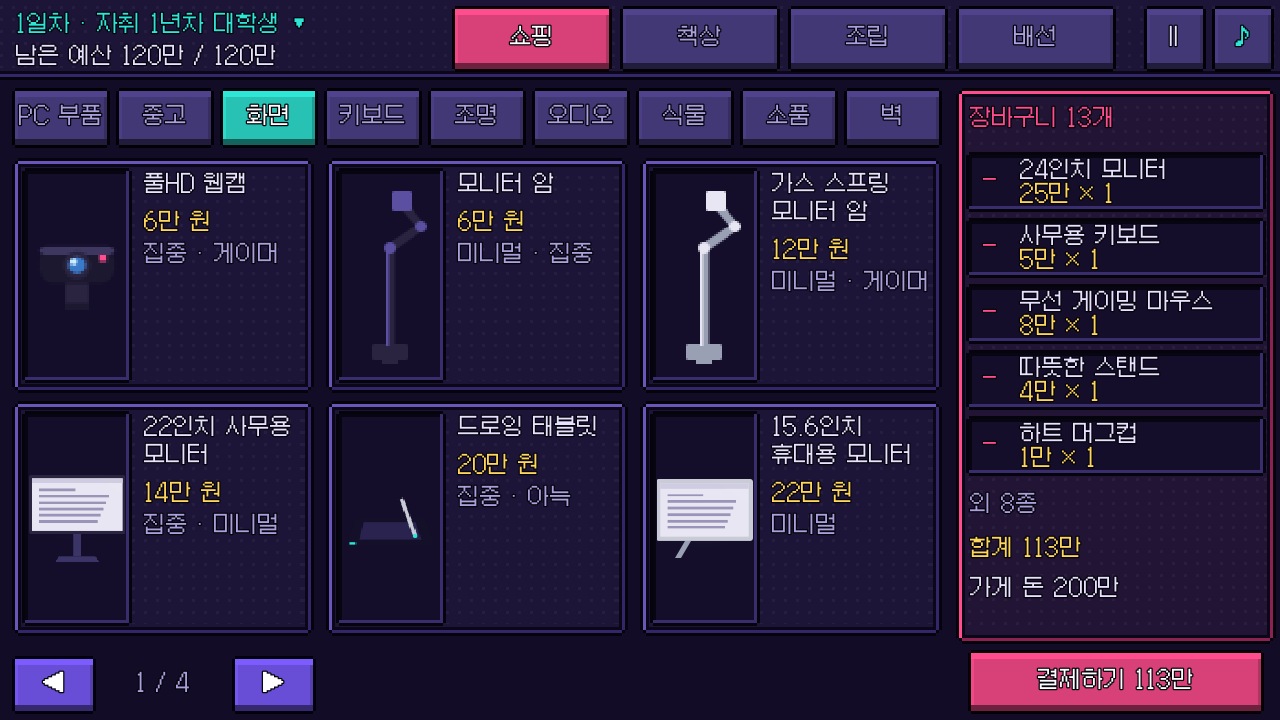 1일차 · 자취 1년차 대학생 ▼
남은 예산 120만 / 120만
쇼핑
책상
조립
배선
PC 부품
중고
화면
키보드
조명
오디오
식물
소품
벽
풀HD 웹캠
6만 원
집중 · 게이머
모니터 암
6만 원
미니멀 · 집중
가스 스프링
모니터 암
12만 원
미니멀 · 게이머
22인치 사무용
모니터
14만 원
집중 · 미니멀
드로잉 태블릿
20만 원
집중 · 아늑
15.6인치
휴대용 모니터
22만 원
미니멀
1 / 4
장바구니 13개
24인치 모니터
25만 × 1
사무용 키보드
5만 × 1
무선 게이밍 마우스
8만 × 1
따뜻한 스탠드
4만 × 1
하트 머그컵
1만 × 1
외 8종
합계 113만
가게 돈 200만
결제하기 113만